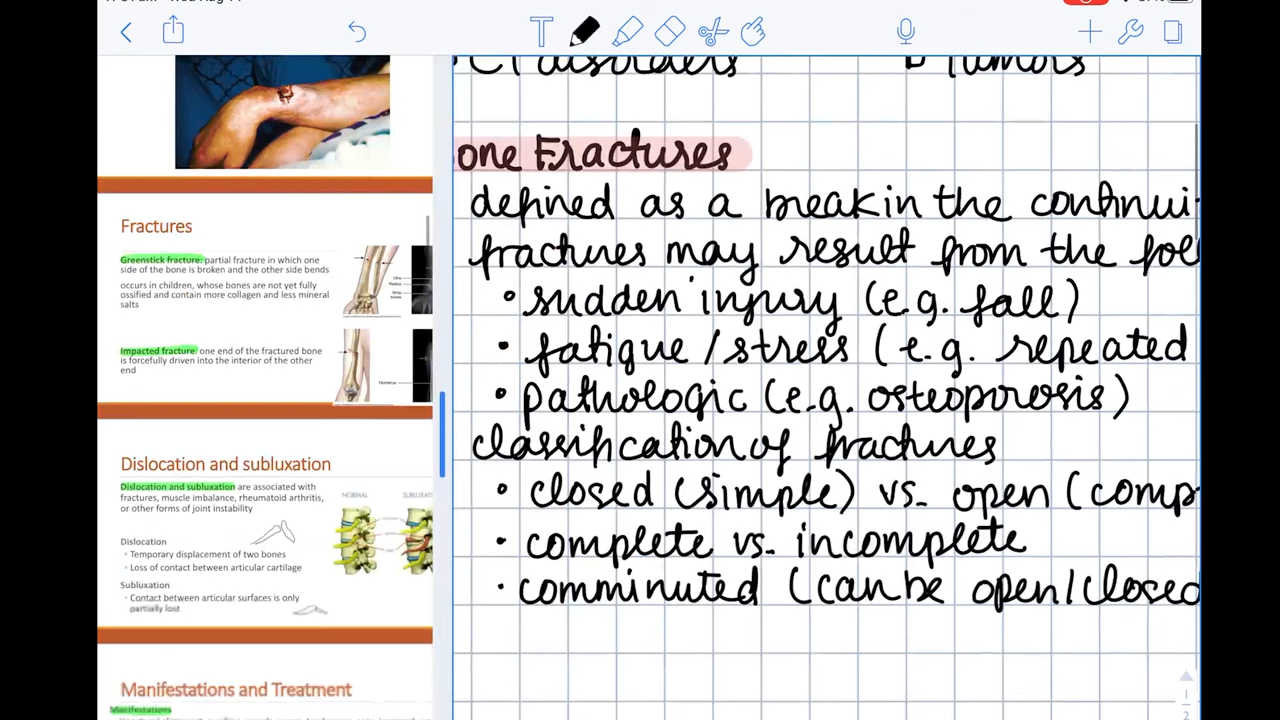 Fractures
Greenstick fracture: partial fracture in which one
side of the bone is broken and the other side bends
occurs in children, whose bones are not yet fully
ossified and contain more collagen and less mineral
salts
Impacted fracture: one end of the fractured bone
is forcefully driven into the interior of the other
end
Humerus
Dislocation and subluxation
Dislocation and subluxation are associated with
fractures, muscle imbalance, rheumatoid arthritis,
or other forms of joint instability
NORMAL
SUBLUXAT
Dislocation
Temporary displacement of two bones
Loss of contact between articular cartilage
Subluxation
Contact between articular surfaces is only
partially lost
Manifestations and Treatment
Manifestations
disorders
Tumors
one Fractures
defined as a break in the continui
fractures may result from the fol
• sudden injury (e.g. fall)
• fatigue/stress (e.g. repeated
• pathologic (e.g. osteoporosis)
classification of fractures
• closed (simple) vs. open (comp
• complete vs. incomplete
• comminuted (can be open/closed